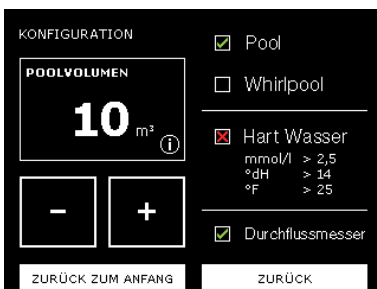 KONFIGURATION
POOLVOLUMEN
10 m³
i
-
+
ZURÜCK ZUM ANFANG
Pool
Whirlpool
Hart Wasser
mmol/l > 2,5
°dH > 14
°F > 25
Durchflussmesser
ZURÜCK